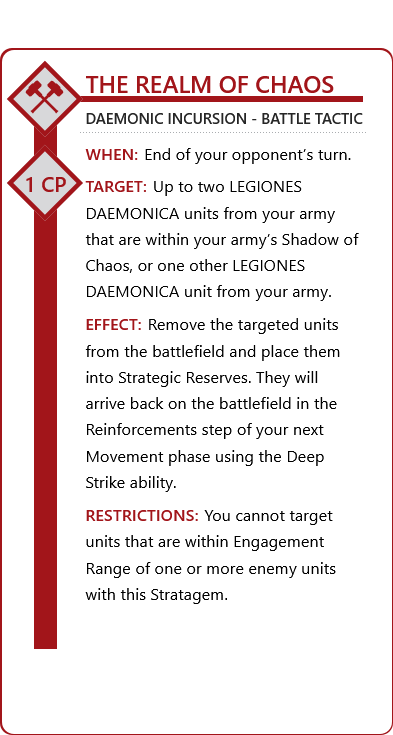 THE REALM OF CHAOS
DAEMONIC INCURSION - BATTLE TACTIC
WHEN: End of your opponent’s turn.
1 CP
TARGET: Up to two LEGIONES
DAEMONICA units from your army
that are within your army’s Shadow of
Chaos, or one other LEGIONES
DAEMONICA unit from your army.
EFFECT: Remove the targeted units
from the battlefield and place them
into Strategic Reserves. They will
arrive back on the battlefield in the
Reinforcements step of your next
Movement phase using the Deep
Strike ability.
RESTRICTIONS: You cannot target
units that are within Engagement
Range of one or more enemy units
with this Stratagem.